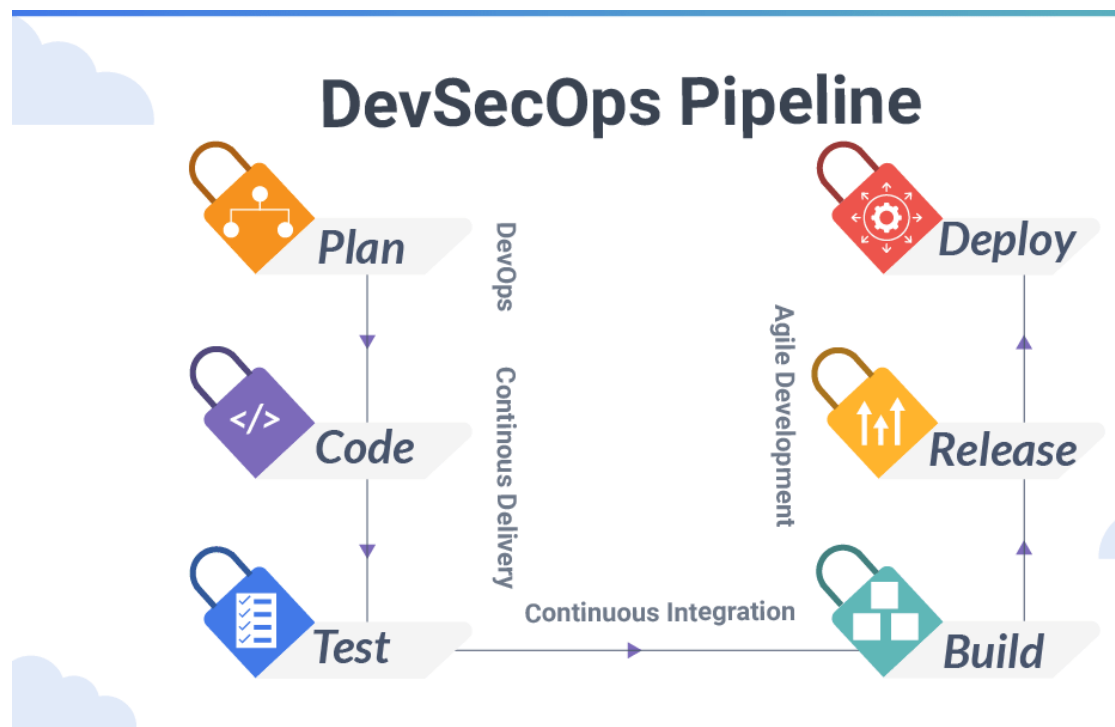 DevSecOps Pipeline
Plan
DevOps
Deploy
</>
Code
Continous Delivery
Agile Development
Release
Test
Continuous Integration
Build